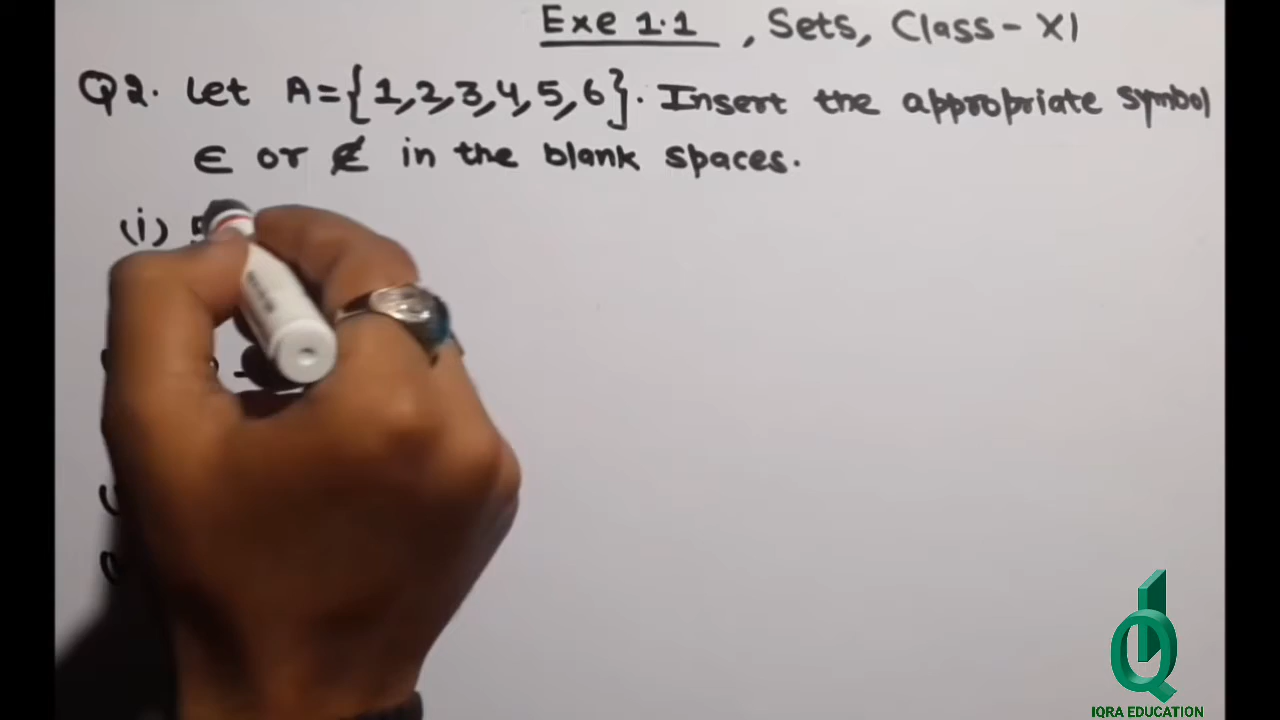 Exe 1.1 , Sets, Class - XI
Q2. Let A = {1,2,3,4,5,6}. Insert the appropriate symbol
∈ or ∉ in the blank spaces.
(i) 5
IQRA EDUCATION